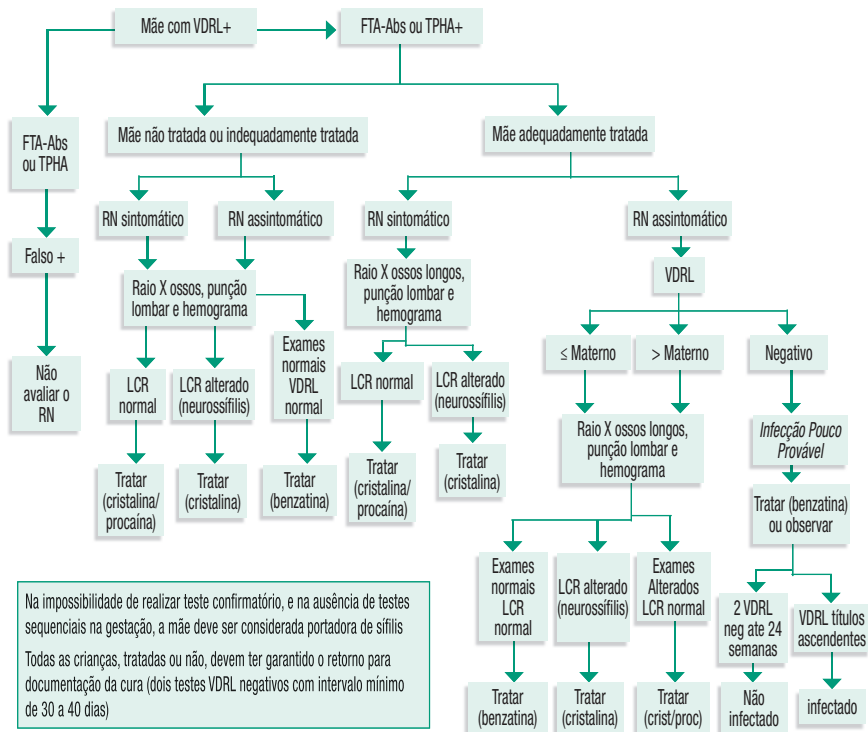 Mãe com VDRL+
FTA-Abs ou TPHA+
FTA-Abs
ou TPHA
Falso +
Não
avaliar o
RN
Mãe não tratada ou indequadamente tratada
Mãe adequadamente tratada
RN sintomático
RN assintomático
RN sintomático
RN assintomático
Raio X ossos, punção
lombar e hemograma
Raio X ossos longos,
punção lombar e
hemograma
VDRL
LCR
normal
LCR alterado
(neurossífilis)
Exames
normais
VDRL
normal
LCR normal
LCR alterado
(neurossífilis)
≤ Materno
> Materno
Negativo
Tratar
(cristalina/
procaína)
Tratar
(cristalina)
Tratar
(benzatina)
Tratar
(cristalina/
procaína)
Tratar
(cristalina)
Raio X ossos longos,
punção lombar e
hemograma
Infecção Pouco
Provável
Tratar (benzatina)
ou observar
Exames
normais
LCR
normal
LCR alterado
(neurossífilis)
Exames
Alterados
LCR normal
2 VDRL
neg ate 24
semanas
VDRL títulos
ascendentes
Tratar
(benzatina)
Tratar
(cristalina)
Tratar
(crist/proc)
Não
infectado
infectado
Na impossibilidade de realizar teste confirmatório, e na ausência de testes
sequenciais na gestação, a mãe deve ser considerada portadora de sífilis
Todas as crianças, tratadas ou não, devem ter garantido o retorno para
documentação da cura (dois testes VDRL negativos com intervalo mínimo
de 30 a 40 dias)